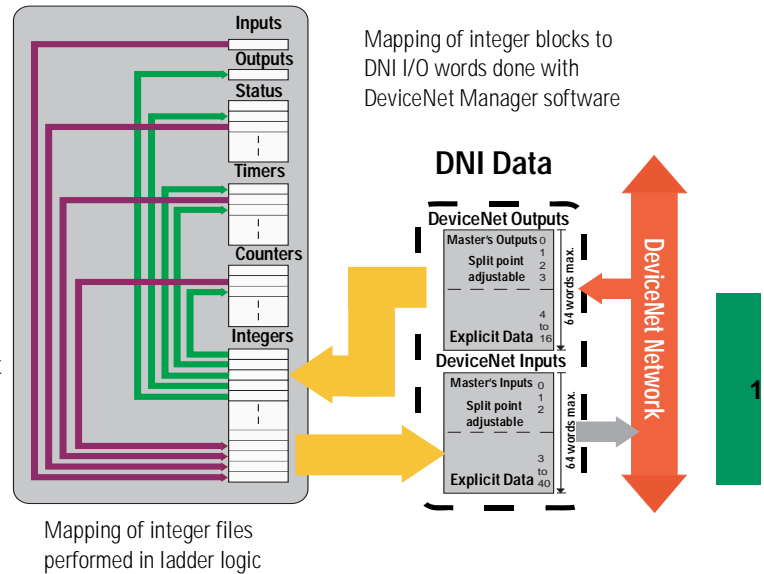 Inputs
Outputs
Status
Timers
Counters
Integers
Mapping of integer files
performed in ladder logic
Mapping of integer blocks to
DNI I/O words done with
DeviceNet Manager software
DNI Data
DeviceNet Outputs
Master's Outputs 0
1
Split point 2
adjustable 3
4
to
Explicit Data 16
64 words max.
DeviceNet Inputs
Master's Inputs 0
1
Split point 2
adjustable
3
to
Explicit Data 40
64 words max.
DeviceNet Network
1